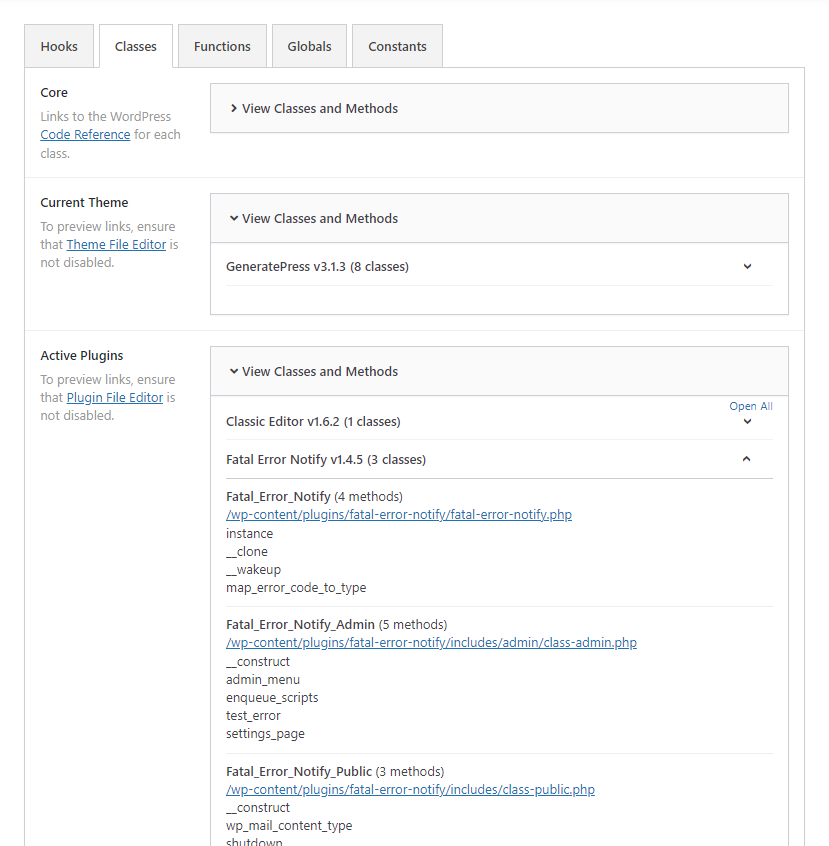 Hooks
Classes
Functions
Globals
Constants
Core
Links to the WordPress
Code Reference for each
class.
View Classes and Methods
Current Theme
To preview links, ensure
that Theme File Editor is
not disabled.
View Classes and Methods
GeneratePress v3.1.3 (8 classes)
Active Plugins
To preview links, ensure
that Plugin File Editor is
not disabled.
View Classes and Methods
Open All
Classic Editor v1.6.2 (1 classes)
Fatal Error Notify v1.4.5 (3 classes)
Fatal_Error_Notify (4 methods)
/wp-content/plugins/fatal-error-notify/fatal-error-notify.php
instance
__clone
__wakeup
map_error_code_to_type
Fatal_Error_Notify_Admin (5 methods)
/wp-content/plugins/fatal-error-notify/includes/admin/class-admin.php
__construct
admin_menu
enqueue_scripts
test_error
settings_page
Fatal_Error_Notify_Public (3 methods)
/wp-content/plugins/fatal-error-notify/includes/class-public.php
__construct
wp_mail_content_type
shutdown